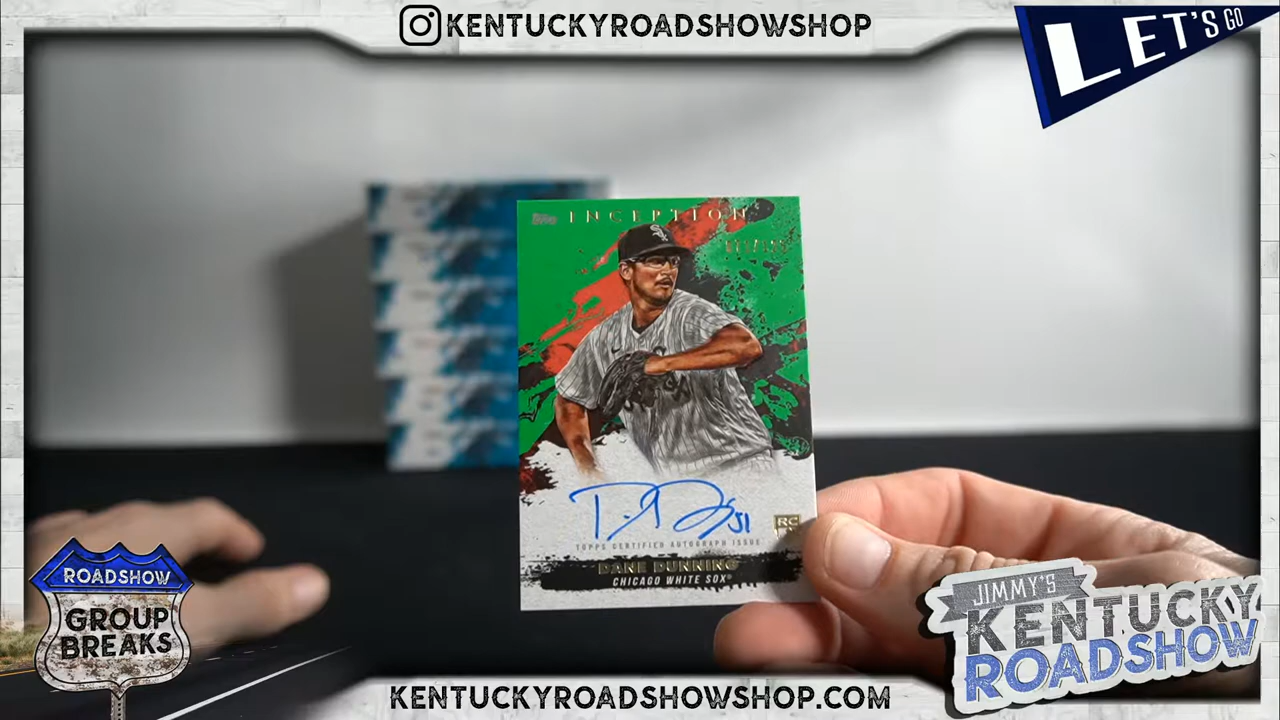 KENTUCKYROADSHOWSHOP
LET'S GO
Topps INCEPTION
TOPPS CERTIFIED AUTOGRAPH ISSUE
RC
DANE DUNNING
CHICAGO WHITE SOX
ROADSHOW
GROUP
BREAKS
JIMMY'S
KENTUCKY
ROADSHOW
KENTUCKYROADSHOWSHOP.COM